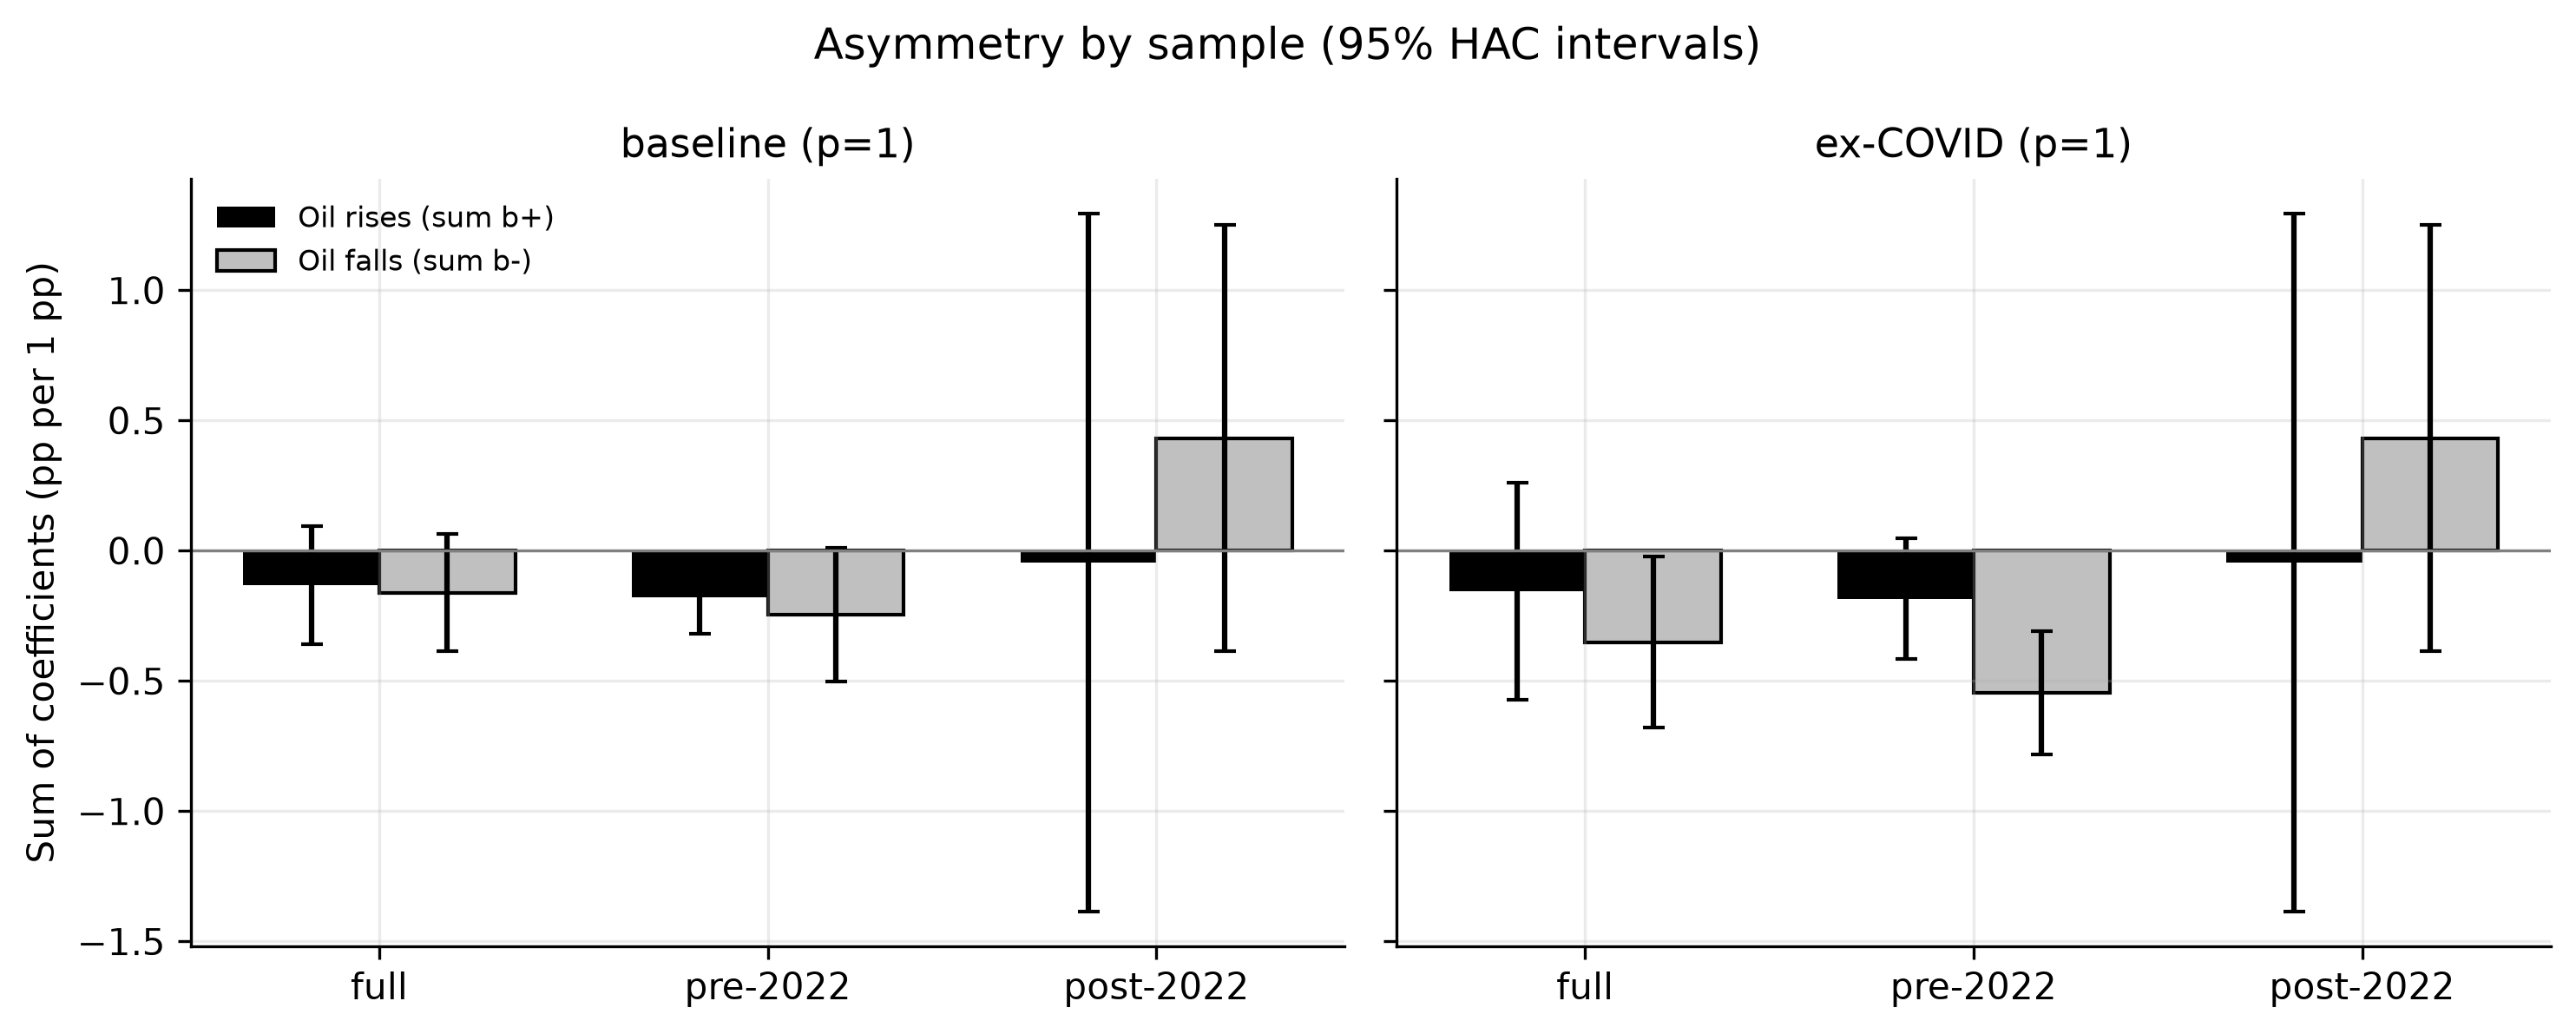 Asymmetry by sample (95% HAC intervals)
baseline (p=1)
ex-COVID (p=1)
Oil rises (sum b+)
Oil falls (sum b-)
Sum of coefficients (pp per 1 pp)
1.0
0.5
0.0
−0.5
−1.0
−1.5
full
pre-2022
post-2022
full
pre-2022
post-2022